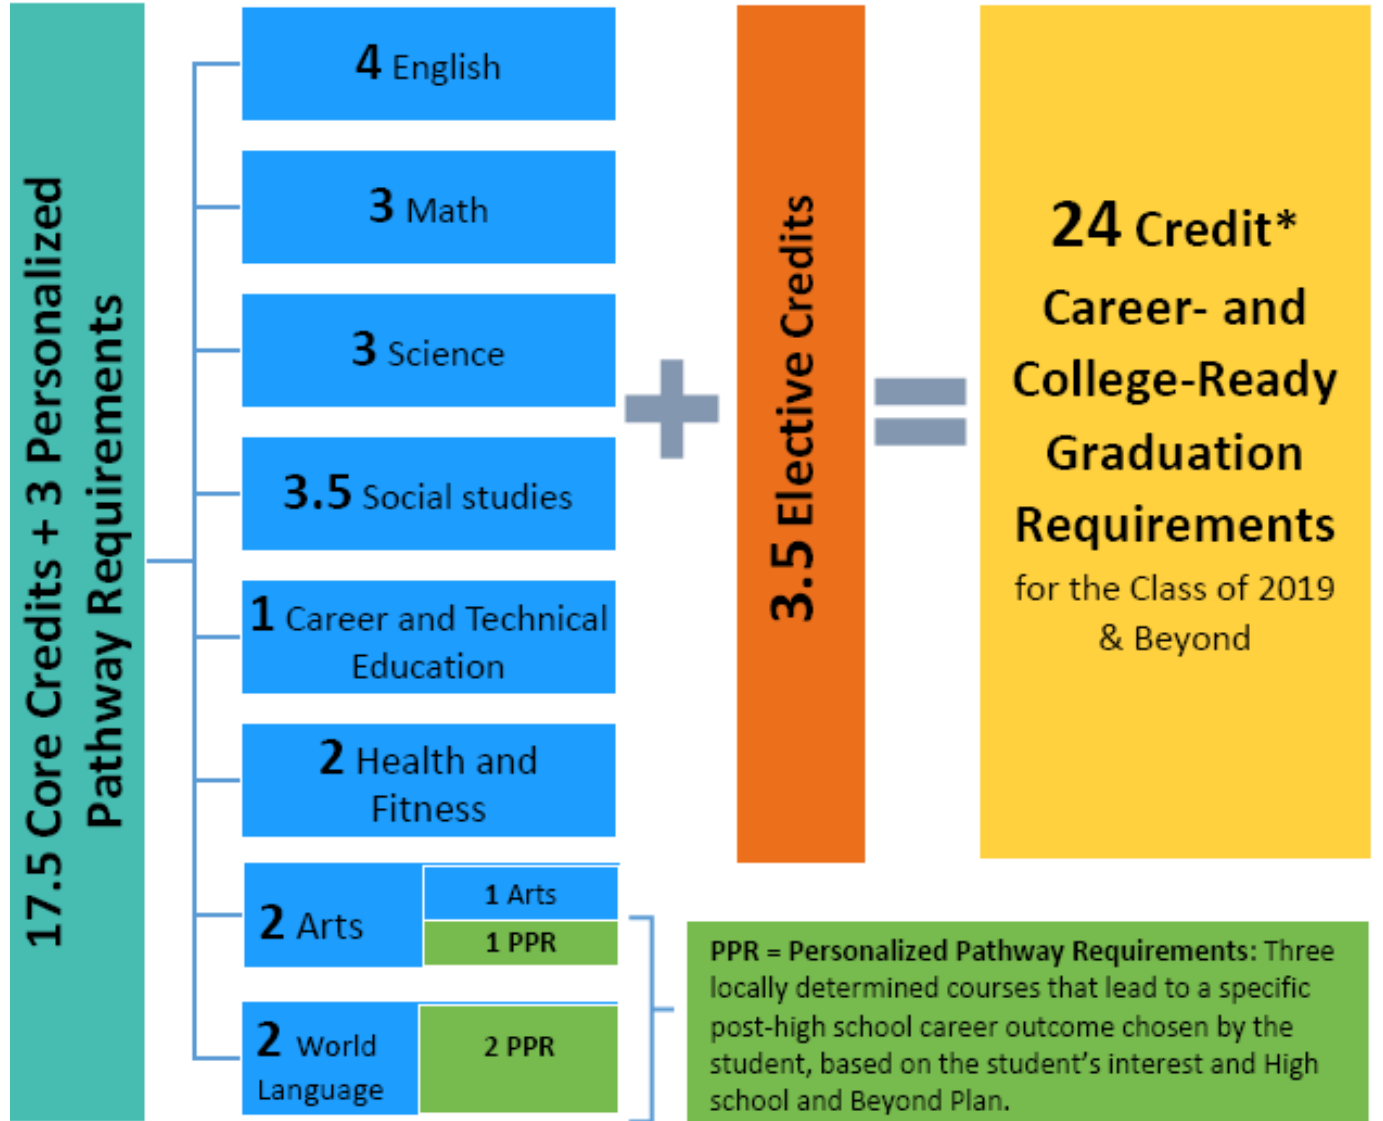 17.5 Core Credits + 3 Personalized
Pathway Requirements
4 English
3 Math
3 Science
3.5 Social studies
1 Career and Technical
Education
2 Health and
Fitness
2 Arts
1 Arts
1 PPR
2 World
Language
2 PPR
3.5 Elective Credits
24 Credit*
Career- and
College-Ready
Graduation
Requirements
for the Class of 2019
& Beyond
PPR = Personalized Pathway Requirements: Three
locally determined courses that lead to a specific
post-high school career outcome chosen by the
student, based on the student's interest and High
school and Beyond Plan.